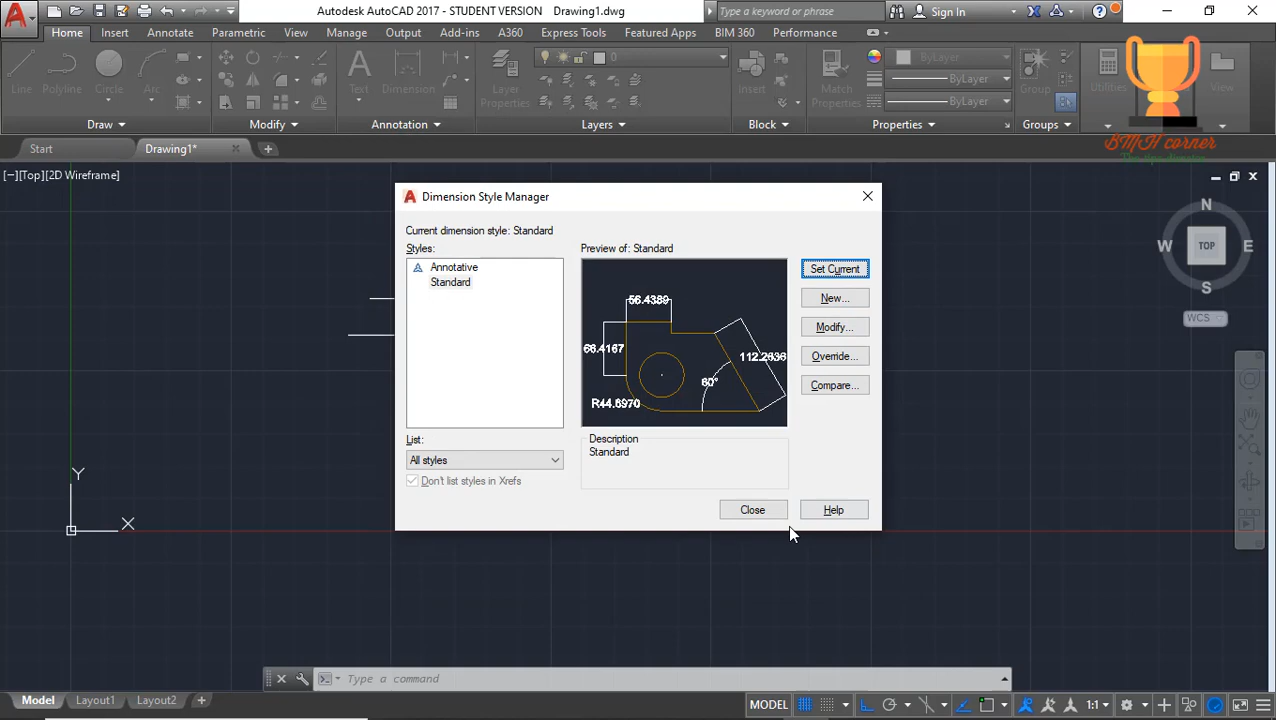 Autodesk AutoCAD 2017 - STUDENT VERSION Drawing1.dwg
Type a keyword or phrase
Sign In
Home Insert Annotate Parametric View Manage Output Add-ins A360 Express Tools Featured Apps BIM 360 Performance
Line Polyline Circle Arc
Text Dimension
Layer Properties
0
Insert
Match Properties
ByLayer
ByLayer
ByLayer
Group
Utilities
View
Draw Modify Annotation Layers Block Properties Groups
BMH corner
Start Drawing1*
[−][Top][2D Wireframe]
N
W TOP E
S
WCS
Dimension Style Manager
Current dimension style: Standard
Styles:
Annotative
Standard
Preview of: Standard
56.4389
66.4167
112.2636
60°
R44.6970
Set Current
New...
Modify...
Override...
Compare...
List:
All styles
Don't list styles in Xrefs
Description
Standard
Close Help
Y
X
Type a command
Model Layout1 Layout2
MODEL
1:1